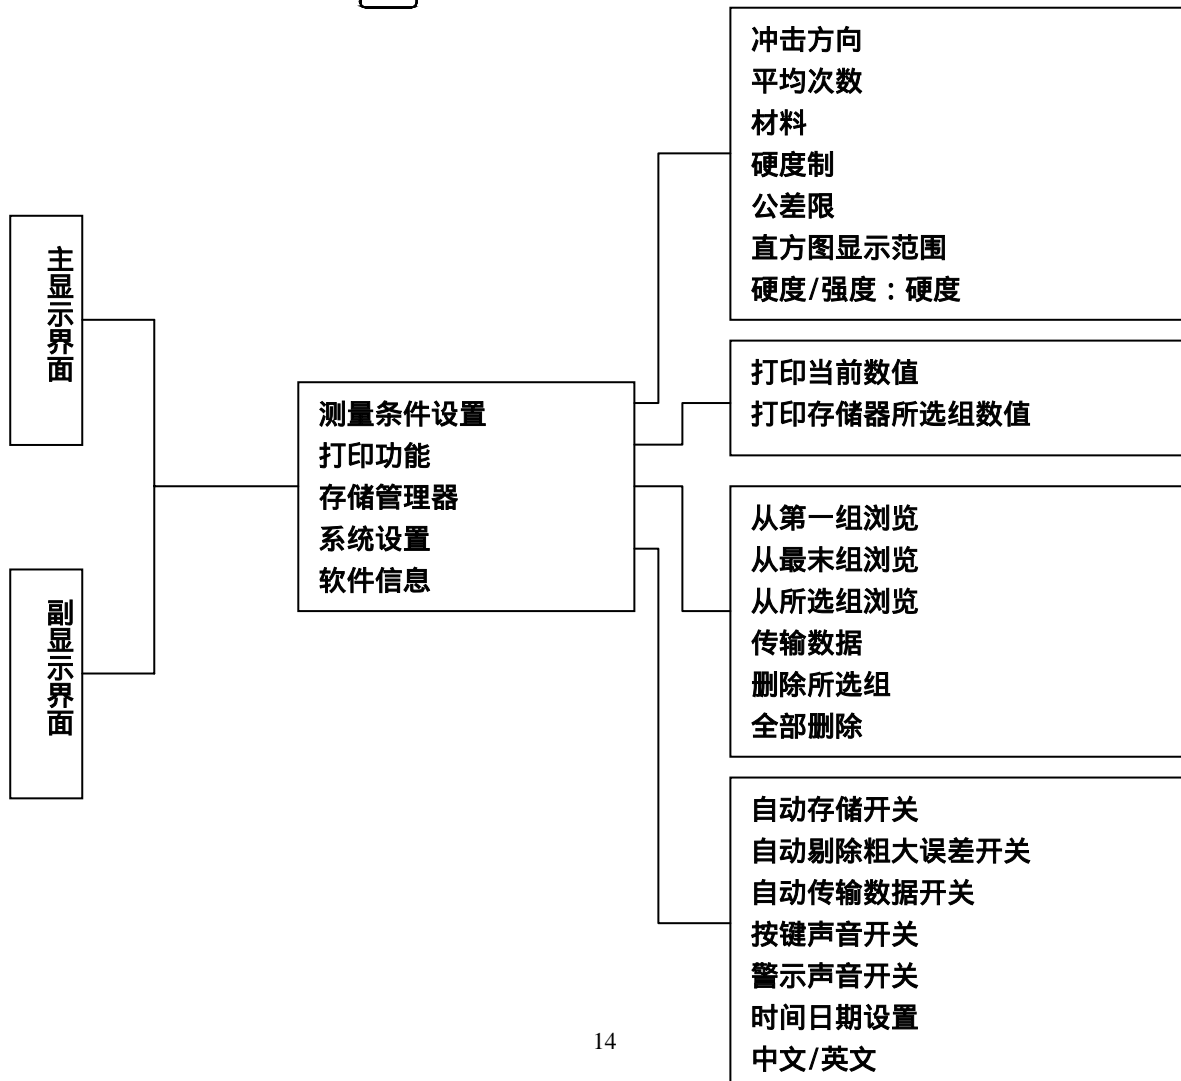 主显示界面
副显示界面
测量条件设置
打印功能
存储管理器
系统设置
软件信息
冲击方向
平均次数
材料
硬度制
公差限
直方图显示范围
硬度/强度：硬度
打印当前数值
打印存储器所选组数值
从第一组浏览
从最末组浏览
从所选组浏览
传输数据
删除所选组
全部删除
自动存储开关
自动剔除粗大误差开关
自动传输数据开关
按键声音开关
警示声音开关
时间日期设置
中文/英文
14